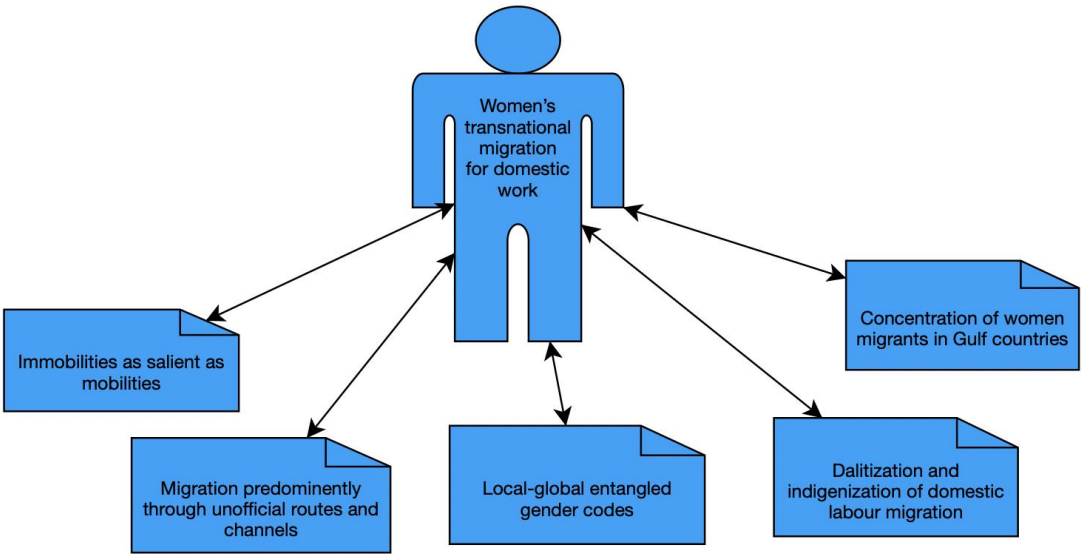 Women's
transnational
migration
for domestic
work
Concentration of women
migrants in Gulf countries
Immobilities as salient as
mobilities
Migration predominently
through unofficial routes and
channels
Local-global entangled
gender codes
Dalitization and
indigenization of domestic
labour migration